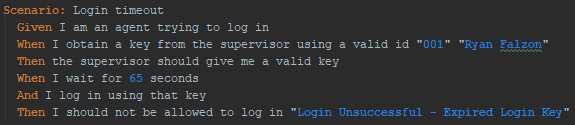 Scenario: Login timeout
Given I am an agent trying to log in
When I obtain a key from the supervisor using a valid id "001" "Ryan Falzon"
Then the supervisor should give me a valid key
When I wait for 65 seconds
And I log in using that key
Then I should not be allowed to log in "Login Unsuccessful - Expired Login Key"